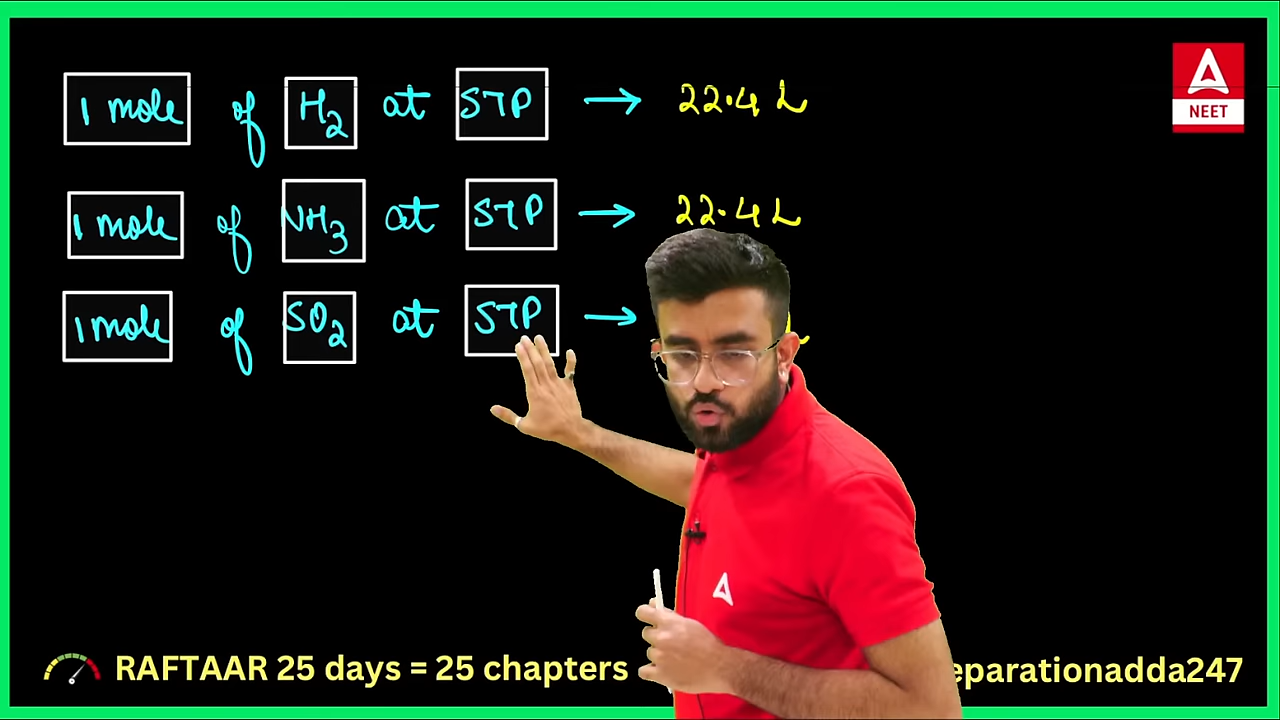 1 mole of H₂ at STP → 22.4 L
NEET
1 mole of NH₃ at STP → 22.4 L
1 mole of SO₂ at STP →
RAFTAAR 25 days = 25 chapters
eparationadda247